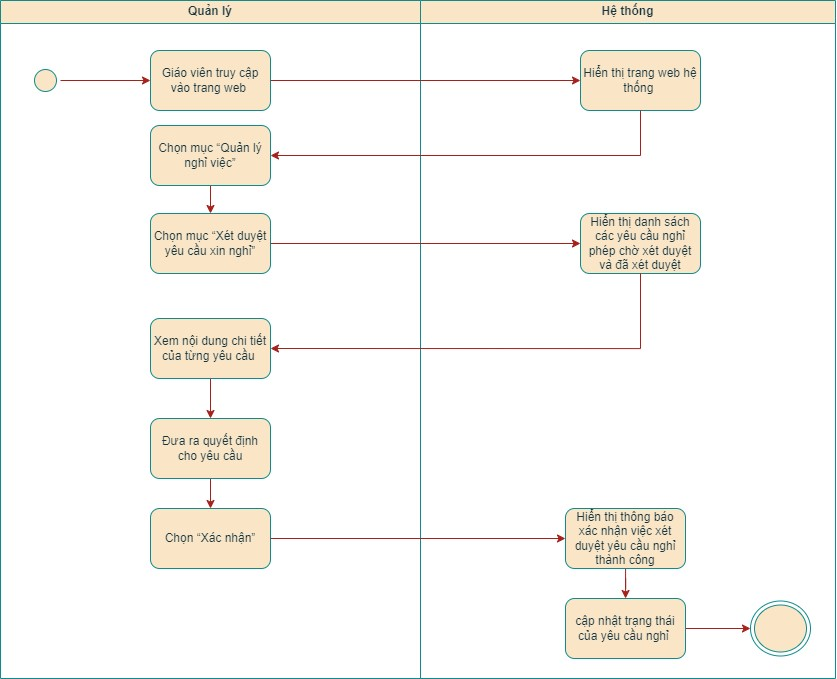 Quản lý
Hệ thống
Giáo viên truy cập
vào trang web
Hiển thị trang web hệ
thống
Chọn mục “Quản lý
nghỉ việc”
Chọn mục “Xét duyệt
yêu cầu xin nghỉ”
Hiển thị danh sách
các yêu cầu nghỉ
phép chờ xét duyệt
và đã xét duyệt
Xem nội dung chi tiết
của từng yêu cầu
Đưa ra quyết định
cho yêu cầu
Chọn “Xác nhận”
Hiển thị thông báo
xác nhận việc xét
duyệt yêu cầu nghỉ
thành công
cập nhật trạng thái
của yêu cầu nghỉ